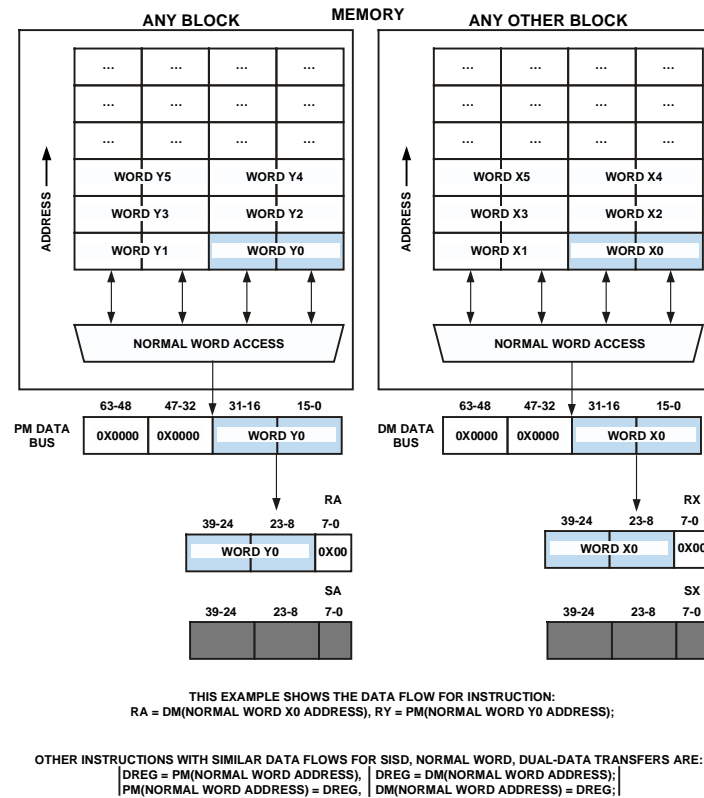 MEMORY
ANY BLOCK
ANY OTHER BLOCK
... ... ... ...
... ... ... ...
... ... ... ...
WORD Y5 WORD Y4
WORD Y3 WORD Y2
WORD Y1 WORD Y0
ADDRESS
NORMAL WORD ACCESS
... ... ... ...
... ... ... ...
... ... ... ...
WORD X5 WORD X4
WORD X3 WORD X2
WORD X1 WORD X0
ADDRESS
NORMAL WORD ACCESS
63-48 47-32 31-16 15-0
PM DATA
BUS
0X0000 0X0000 WORD Y0
63-48 47-32 31-16 15-0
DM DATA
BUS
0X0000 0X0000 WORD X0
RA
39-24 23-8 7-0
WORD Y0 0X00
RX
39-24 23-8 7-0
WORD X0 0X00
SA
39-24 23-8 7-0
SX
39-24 23-8 7-0
THIS EXAMPLE SHOWS THE DATA FLOW FOR INSTRUCTION:
RA = DM(NORMAL WORD X0 ADDRESS), RY = PM(NORMAL WORD Y0 ADDRESS);
OTHER INSTRUCTIONS WITH SIMILAR DATA FLOWS FOR SISD, NORMAL WORD, DUAL-DATA TRANSFERS ARE:
DREG = PM(NORMAL WORD ADDRESS), DREG = DM(NORMAL WORD ADDRESS);
PM(NORMAL WORD ADDRESS) = DREG, DM(NORMAL WORD ADDRESS) = DREG;